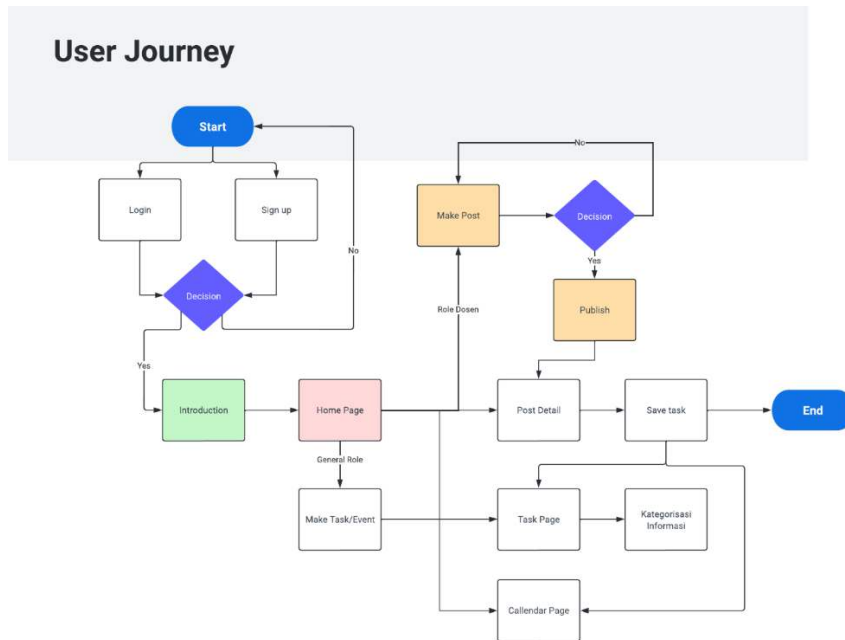 User Journey
Start
No
Login
Sign up
Make Post
Decision
No
Yes
Decision
Role Dosen
Publish
Yes
Introduction
Home Page
Post Detail
Save task
End
General Role
Make Task/Event
Task Page
Kategorisasi
Informasi
Callendar Page